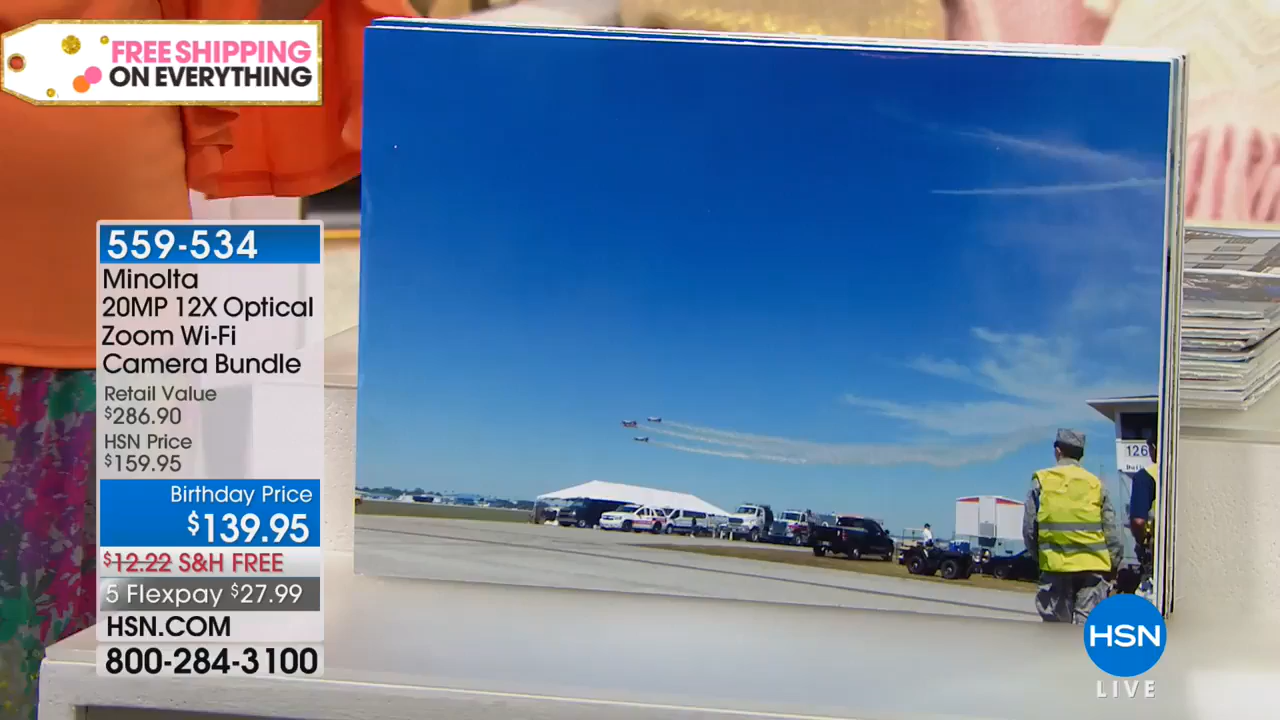 FREE SHIPPING
ON EVERYTHING
559-534
Minolta
20MP 12X Optical
Zoom Wi-Fi
Camera Bundle
Retail Value
$286.90
HSN Price
$159.95
Birthday Price
$139.95
$12.22 S&H FREE
5 Flexpay $27.99
HSN.COM
800-284-3100
126
HSN
LIVE